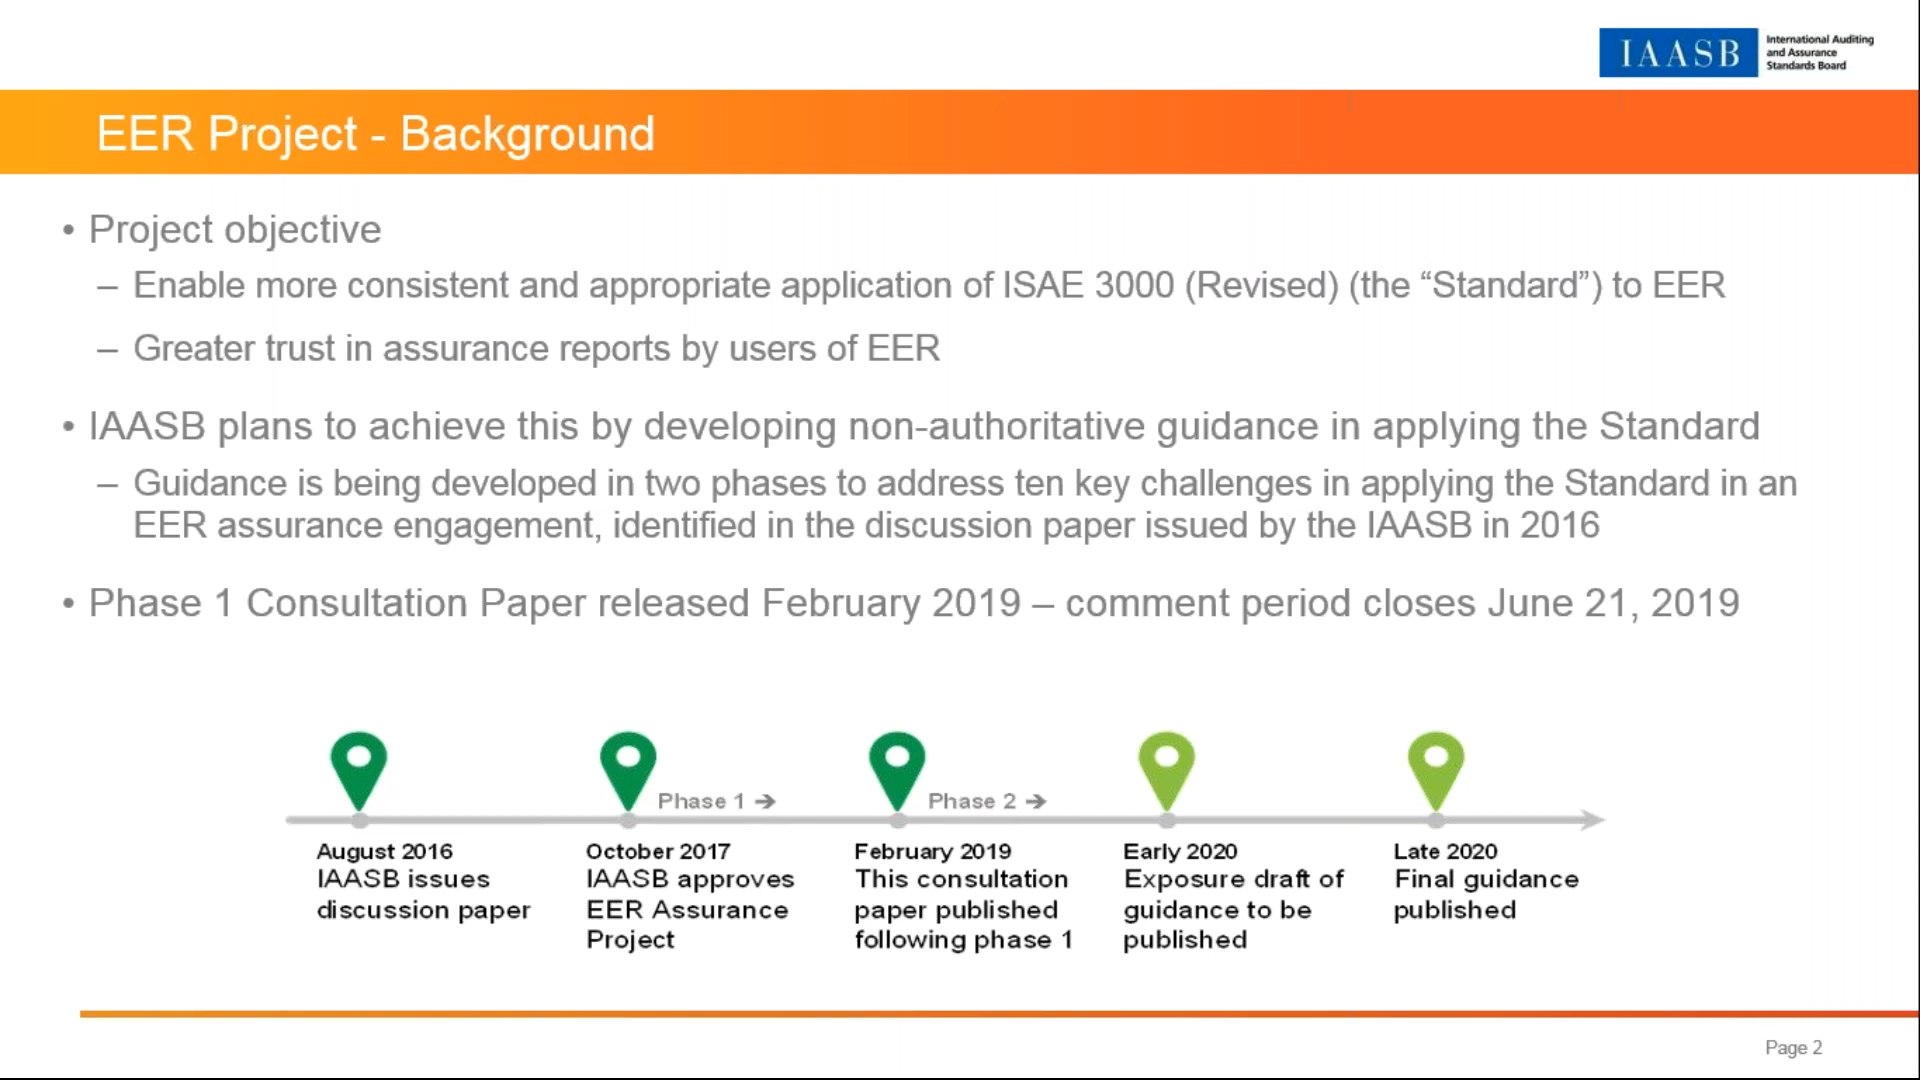 IAASB
International Auditing
and Assurance
Standards Board
EER Project - Background
• Project objective
– Enable more consistent and appropriate application of ISAE 3000 (Revised) (the “Standard”) to EER
– Greater trust in assurance reports by users of EER
• IAASB plans to achieve this by developing non-authoritative guidance in applying the Standard
– Guidance is being developed in two phases to address ten key challenges in applying the Standard in an
EER assurance engagement, identified in the discussion paper issued by the IAASB in 2016
• Phase 1 Consultation Paper released February 2019 – comment period closes June 21, 2019
Phase 1 ➔
Phase 2 ➔
August 2016
IAASB issues
discussion paper
October 2017
IAASB approves
EER Assurance
Project
February 2019
This consultation
paper published
following phase 1
Early 2020
Exposure draft of
guidance to be
published
Late 2020
Final guidance
published
Page 2